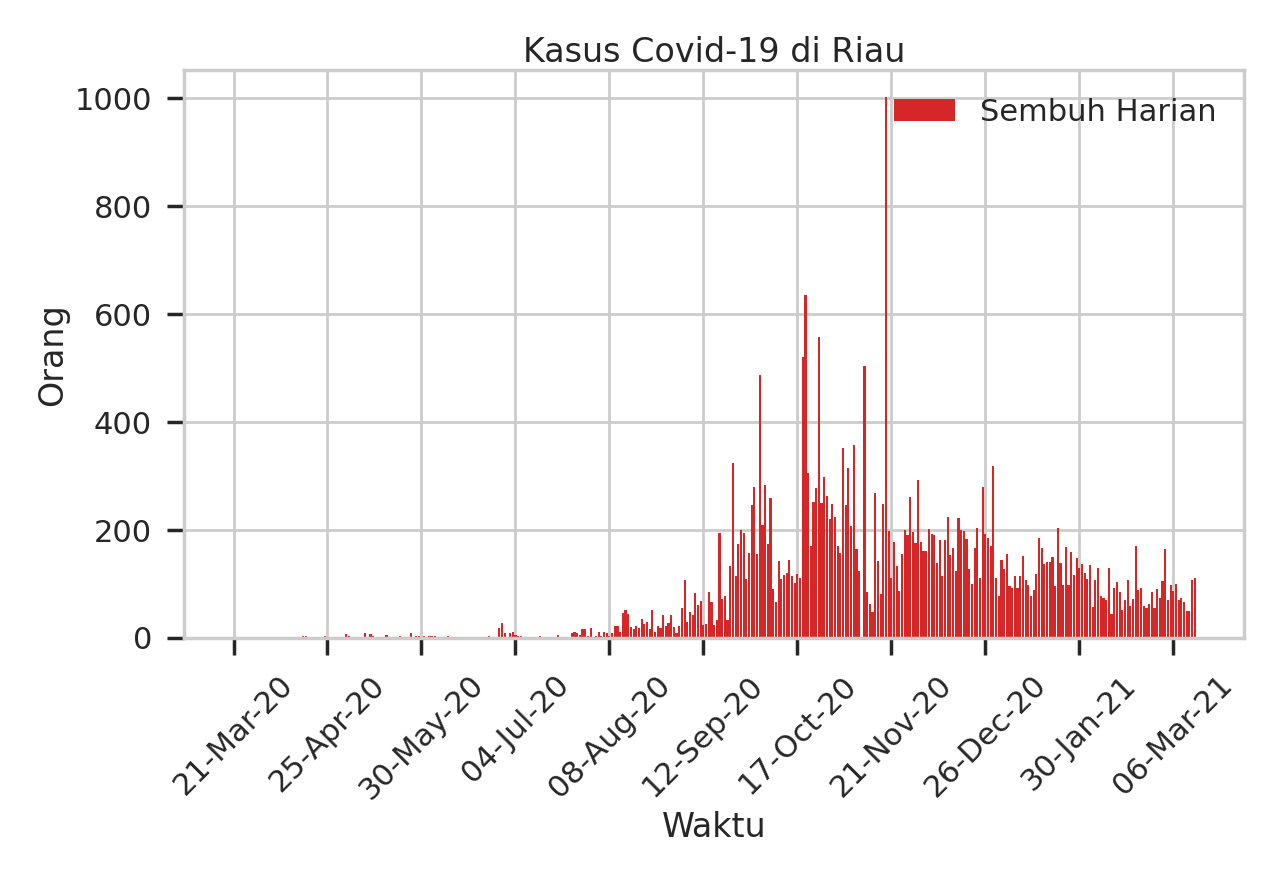 Kasus Covid-19 di Riau
Sembuh Harian
Orang
1000
800
600
400
200
0
21-Mar-20
25-Apr-20
30-May-20
04-Jul-20
08-Aug-20
12-Sep-20
17-Oct-20
21-Nov-20
26-Dec-20
30-Jan-21
06-Mar-21
Waktu